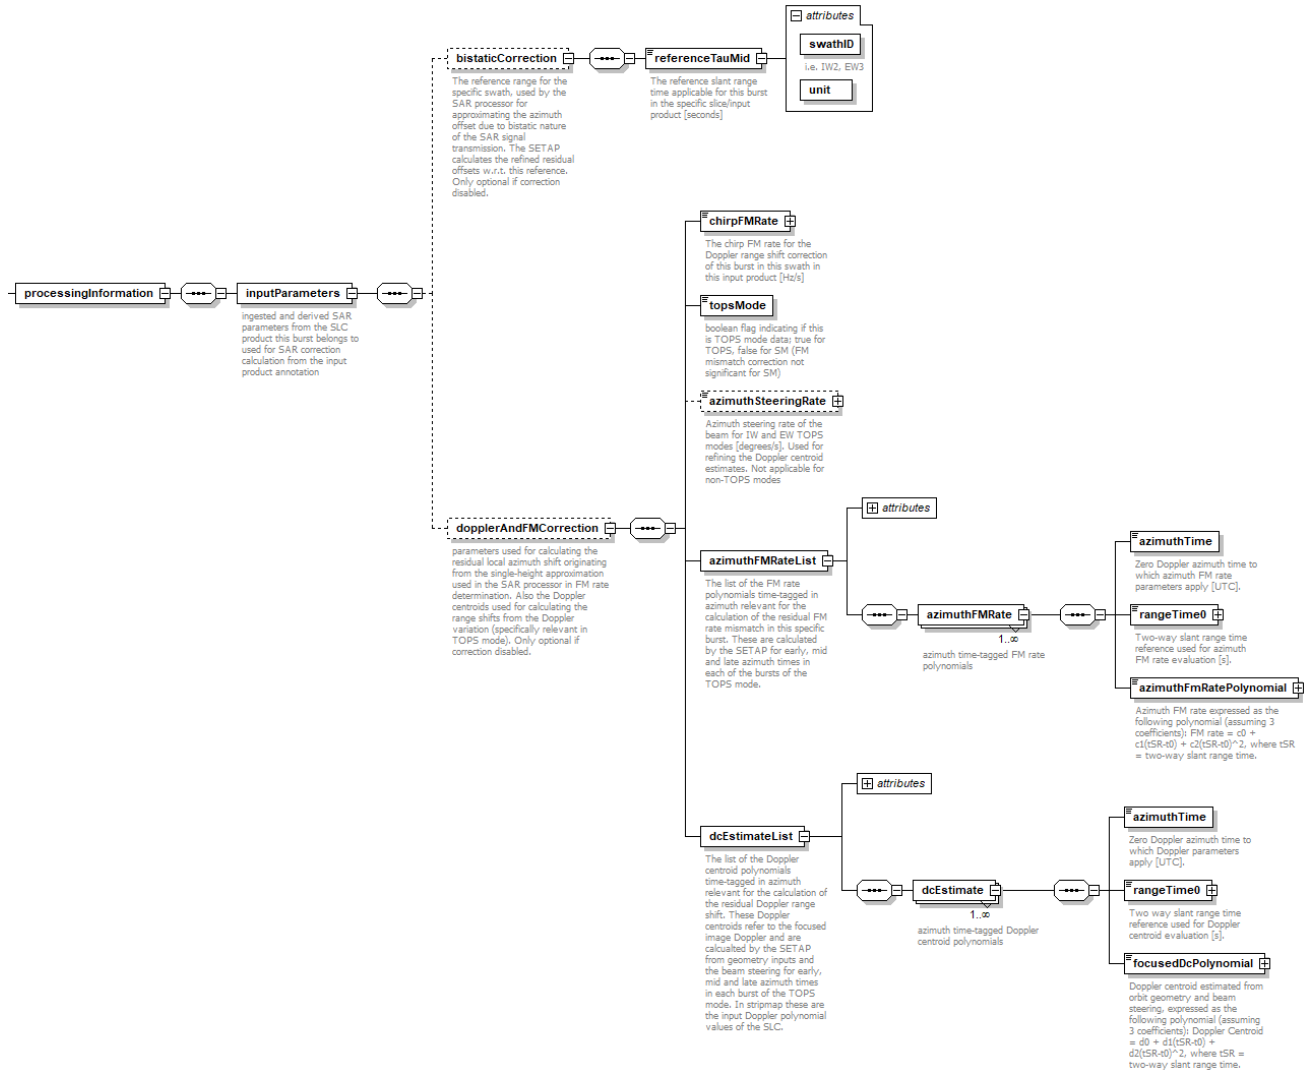 attributes
swathID
i.e. IW2, EW3
unit
bistaticCorrection
The reference range for the
specific swath, used by the
SAR processor for
approximating the azimuth
offset due to bistatic nature
of the SAR signal
transmission. The SETAP
calculates the refined residual
offsets w.r.t. this reference.
Only optional if correction
disabled.
referenceTauMid
The reference slant range
time applicable for this burst
in the specific slice/input
product [seconds]
processingInformation
inputParameters
ingested and derived SAR
parameters from the SLC
product this burst belongs to
used for SAR correction
calculation from the input
product annotation
chirpFMRate
The chirp FM rate for the
Doppler range shift correction
of this burst in this swath in
this input product [Hz/s]
topsMode
boolean flag indicating if this
is TOPS mode data; true for
TOPS, false for SM (FM
mismatch correction not
significant for SM)
azimuthSteeringRate
Azimuth steering rate of the
beam for IW and EW TOPS
modes [degrees/s]. Used for
refining the Doppler centroid
estimates. Not applicable for
non-TOPS modes
dopplerAndFMCorrection
parameters used for calculating the
residual local azimuth shift originating
from the single-height approximation
used in the SAR processor in FM rate
determination. Also the Doppler
centroids used for calculating the
range shifts from the Doppler
variation (specifically relevant in
TOPS mode). Only optional if
correction disabled.
attributes
azimuthFMRateList
The list of the FM rate
polynomials time-tagged in
azimuth relevant for the
calculation of the residual FM
rate mismatch in this specific
burst. These are calculated
by the SETAP for early, mid
and late azimuth times in
each of the bursts of the
TOPS mode.
azimuthFMRate
1..∞
azimuth time-tagged FM rate
polynomials
azimuthTime
Zero Doppler azimuth time to
which azimuth FM rate
parameters apply [UTC].
rangeTime0
Two-way slant range time
reference used for azimuth
FM rate evaluation [s].
azimuthFmRatePolynomial
Azimuth FM rate expressed as the
following polynomial (assuming 3
coefficients): FM rate = c0 +
c1(tSR-t0) + c2(tSR-t0)^2, where tSR
= two-way slant range time.
attributes
dcEstimateList
The list of the Doppler
centroid polynomials
time-tagged in azimuth
relevant for the calculation of
the residual Doppler range
shift. These Doppler
centroids refer to the focused
image Doppler and are
calcualted by the SETAP
from geometry inputs and
the beam steering for early,
mid and late azimuth times
in each burst of the TOPS
mode. In stripmap these are
the input Doppler polynomial
values of the SLC.
dcEstimate
1..∞
azimuth time-tagged Doppler
centroid polynomials
azimuthTime
Zero Doppler azimuth time to
which Doppler parameters
apply [UTC].
rangeTime0
Two way slant range time
reference used for Doppler
centroid evaluation [s].
focusedDcPolynomial
Doppler centroid estimated from
orbit geometry and beam
steering, expressed as the
following polynomial (assuming
3 coefficients): Doppler Centroid
= d0 + d1(tSR-t0) +
d2(tSR-t0)^2, where tSR =
two-way slant range time.